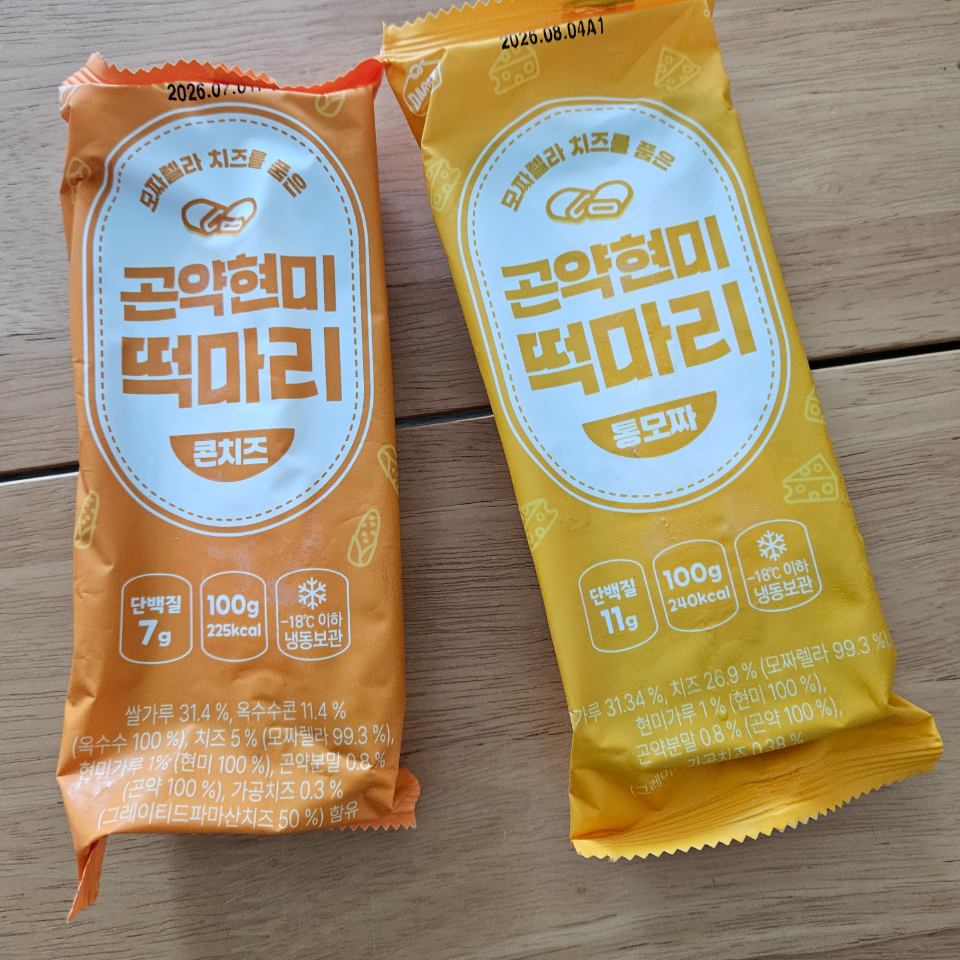 모짜렐라 치즈를 품은
곤약현미
떡마리
콘치즈
단백질
7g
100g
225kcal
-18℃ 이하
냉동보관
쌀가루 31.4 %, 옥수수콘 11.4 %
(옥수수 100 %), 치즈 5 % (모짜렐라 99.3 %),
현미가루 1% (현미 100 %), 곤약분말 0.8 %
(곤약 100 %), 가공치즈 0.3 %
(그레이티드파마산치즈 50 %) 함유
2026.08.04A1
모짜렐라 치즈를 품은
곤약현미
떡마리
통모짜
단백질
11g
100g
240kcal
-18℃ 이하
냉동보관
가루 31.34 %, 치즈 26.9 % (모짜렐라 99.3 %),
현미가루 1 % (현미 100 %),
곤약분말 0.8 % (곤약 100 %),
가공치즈 0.38 %